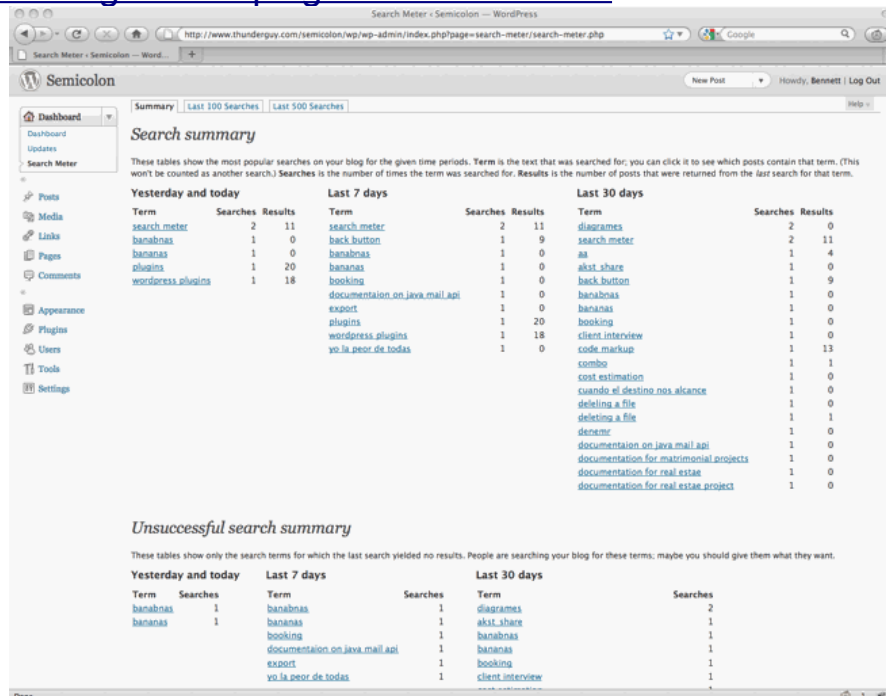 Search Meter ‹ Semicolon — WordPress
http://www.thunderguy.com/semicolon/wp/wp-admin/index.php?page=search-meter/search-meter.php
Google
Search Meter ‹ Semicolon — Word...
Semicolon
New Post
Howdy, Bennett | Log Out
Help
Dashboard
Dashboard
Updates
Search Meter
Posts
Media
Links
Pages
Comments
Appearance
Plugins
Users
Tools
Settings
Summary Last 100 Searches Last 500 Searches
Search summary
These tables show the most popular searches on your blog for the given time periods. Term is the text that was searched for; you can click it to see which posts contain that term. (This
won't be counted as another search.) Searches is the number of times the term was searched for. Results is the number of posts that were returned from the last search for that term.
Yesterday and today
Term Searches Results
search meter 2 11
banabnas 1 0
bananas 1 0
plugins 1 20
wordpress plugins 1 18
Last 7 days
Term Searches Results
search meter 2 11
back button 1 9
banabnas 1 0
bananas 1 0
booking 1 0
documentaion on java mail api 1 0
export 1 0
plugins 1 20
wordpress plugins 1 18
yo la peor de todas 1 0
Last 30 days
Term Searches Results
diagrames 2 0
search meter 2 11
aa 1 4
akst_share 1 0
back button 1 9
banabnas 1 0
bananas 1 0
booking 1 0
client interview 1 0
code markup 1 13
combo 1 1
cost estimation 1 0
cuando el destino nos alcance 1 0
deleling a file 1 0
deleting a file 1 1
denemr 1 0
documentaion on java mail api 1 0
documentation for matrimonial projects 1 0
documentation for real estae 1 0
documentation for real estae project 1 0
Unsuccessful search summary
These tables show only the search terms for which the last search yielded no results. People are searching your blog for these terms; maybe you should give them what they want.
Yesterday and today
Term Searches
banabnas 1
bananas 1
Last 7 days
Term Searches
banabnas 1
bananas 1
booking 1
documentaion on java mail api 1
export 1
yo la peor de todas 1
Last 30 days
Term Searches
diagrames 2
akst_share 1
banabnas 1
bananas 1
booking 1
client interview 1